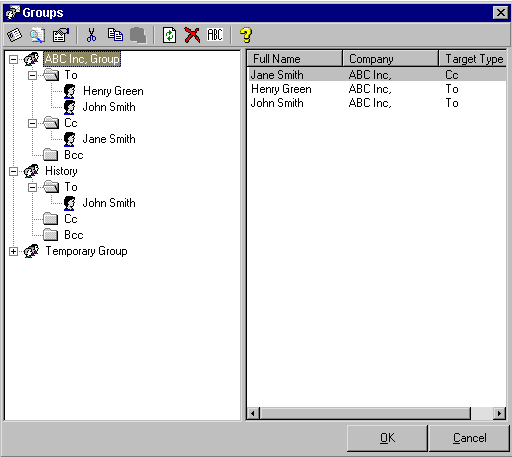 Groups
ABC
ABC Inc, Group
To
Henry Green
John Smith
Cc
Jane Smith
Bcc
History
To
John Smith
Cc
Bcc
Temporary Group
Full Name Company Target Type
Jane Smith ABC Inc, Cc
Henry Green ABC Inc, To
John Smith ABC Inc, To
OK Cancel